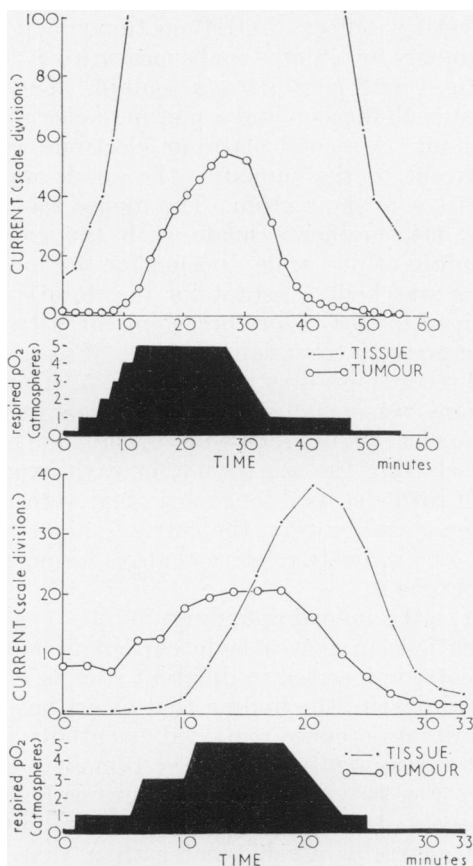 100
80
60
40
20
0
CURRENT (scale divisions)
0 10 20 30 40 50 60
TISSUE
TUMOUR
respired pO2
(atmospheres)
5
4
3
2
1
0 10 20 30 40 50 60
TIME minutes
40
30
20
10
0
CURRENT (scale divisions)
0 10 20 30 33
TISSUE
TUMOUR
respired pO2
(atmospheres)
5
4
3
2
1
0 10 20 30 33
TIME minutes